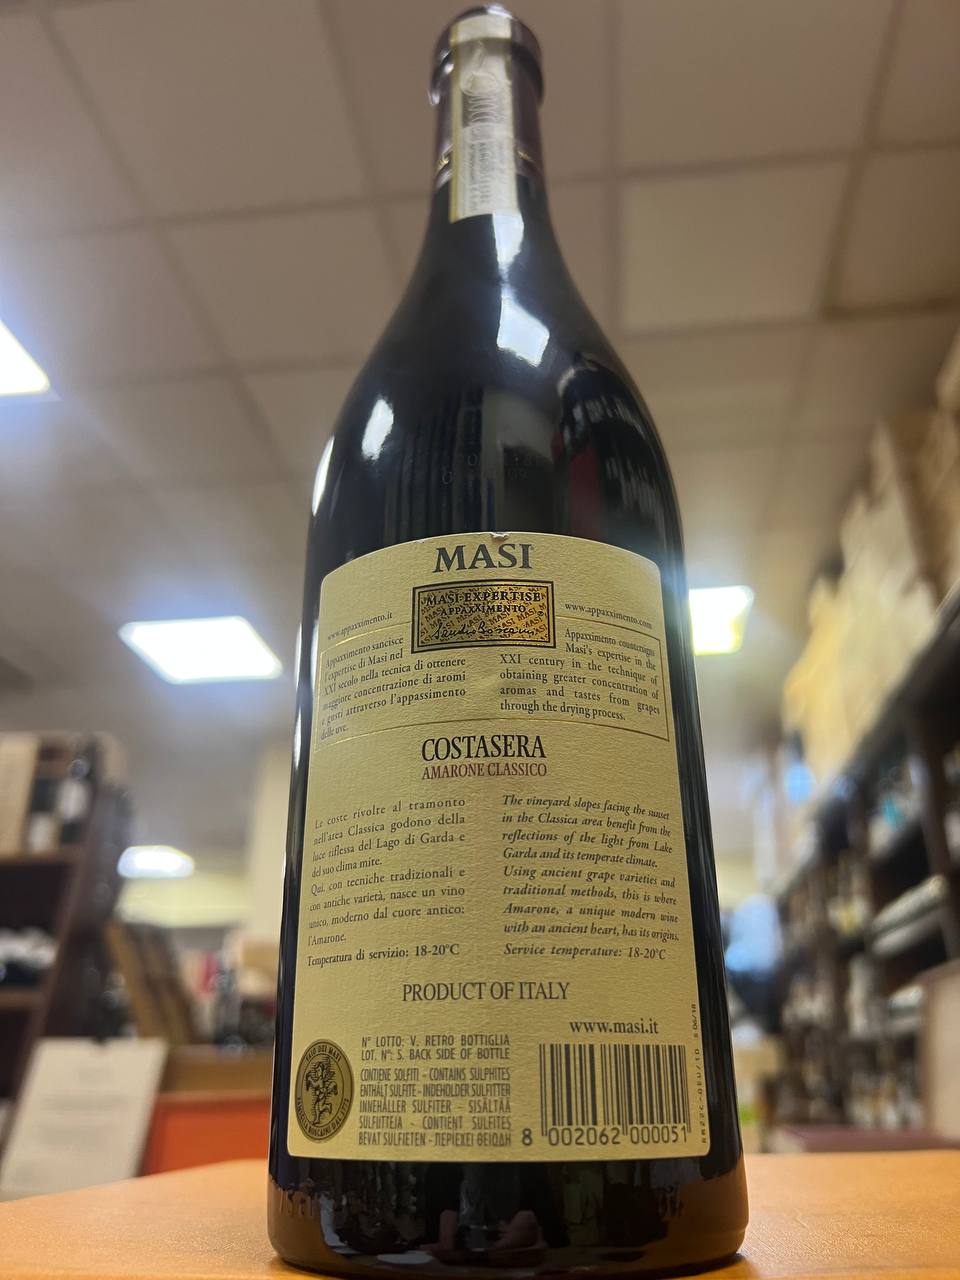 MASI
MASI EXPERTISE
APPAXXIMENTO
www.appaxximento.it
Appaxximento sancisce
l'expertise di Masi nel
XXI secolo nella tecnica di ottenere
maggiore concentrazione di aromi
e gusti attraverso l'appassimento
delle uve.
www.appaxximento.com
Appaxximento countersigns
Masi's expertise in the
XXI century in the technique of
obtaining greater concentration of
aromas and tastes from grapes
through the drying process.
COSTASERA
AMARONE CLASSICO
Le coste rivolte al tramonto
nell'area Classica godono della
luce riflessa del Lago di Garda e
del suo clima mite.
Qui, con tecniche tradizionali e
con antiche varietà, nasce un vino
unico, moderno dal cuore antico:
l'Amarone.
Temperatura di servizio: 18-20°C
The vineyard slopes facing the sunset
in the Classica area benefit from the
reflections of the light from Lake
Garda and its temperate climate.
Using ancient grape varieties and
traditional methods, this is where
Amarone, a unique modern wine
with an ancient heart, has its origins.
Service temperature: 18-20°C
PRODUCT OF ITALY
www.masi.it
N° LOTTO: V. RETRO BOTTIGLIA
LOT. N°: S. BACK SIDE OF BOTTLE
CONTIENE SOLFITI - CONTAINS SULPHITES
ENTHÄLT SULFITE - INDEHOLDER SULFITTER
INNEHÅLLER SULFITER - SISÄLTÄÄ
SULFIITTEJA - CONTIENT SULFITES
BEVAT SULFIETEN - ΠΕΡΙΕΧΕΙ ΘΕΙΩΔΗ
8 002062 000051